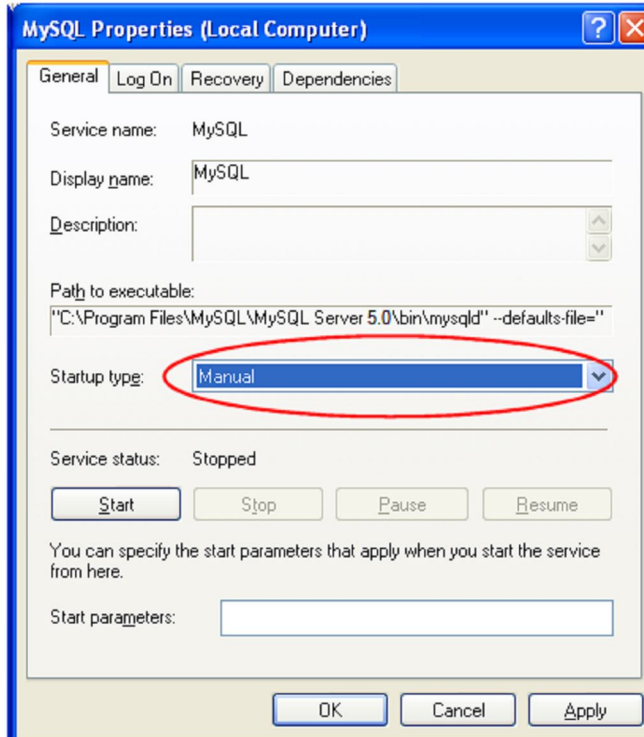 MySQL Properties (Local Computer)
General Log On Recovery Dependencies
Service name: MySQL
Display name: MySQL
Description:
Path to executable:
"C:\Program Files\MySQL\MySQL Server 5.0\bin\mysqld" --defaults-file="
Startup type: Manual
Service status: Stopped
Start Stop Pause Resume
You can specify the start parameters that apply when you start the service
from here.
Start parameters:
OK Cancel Apply